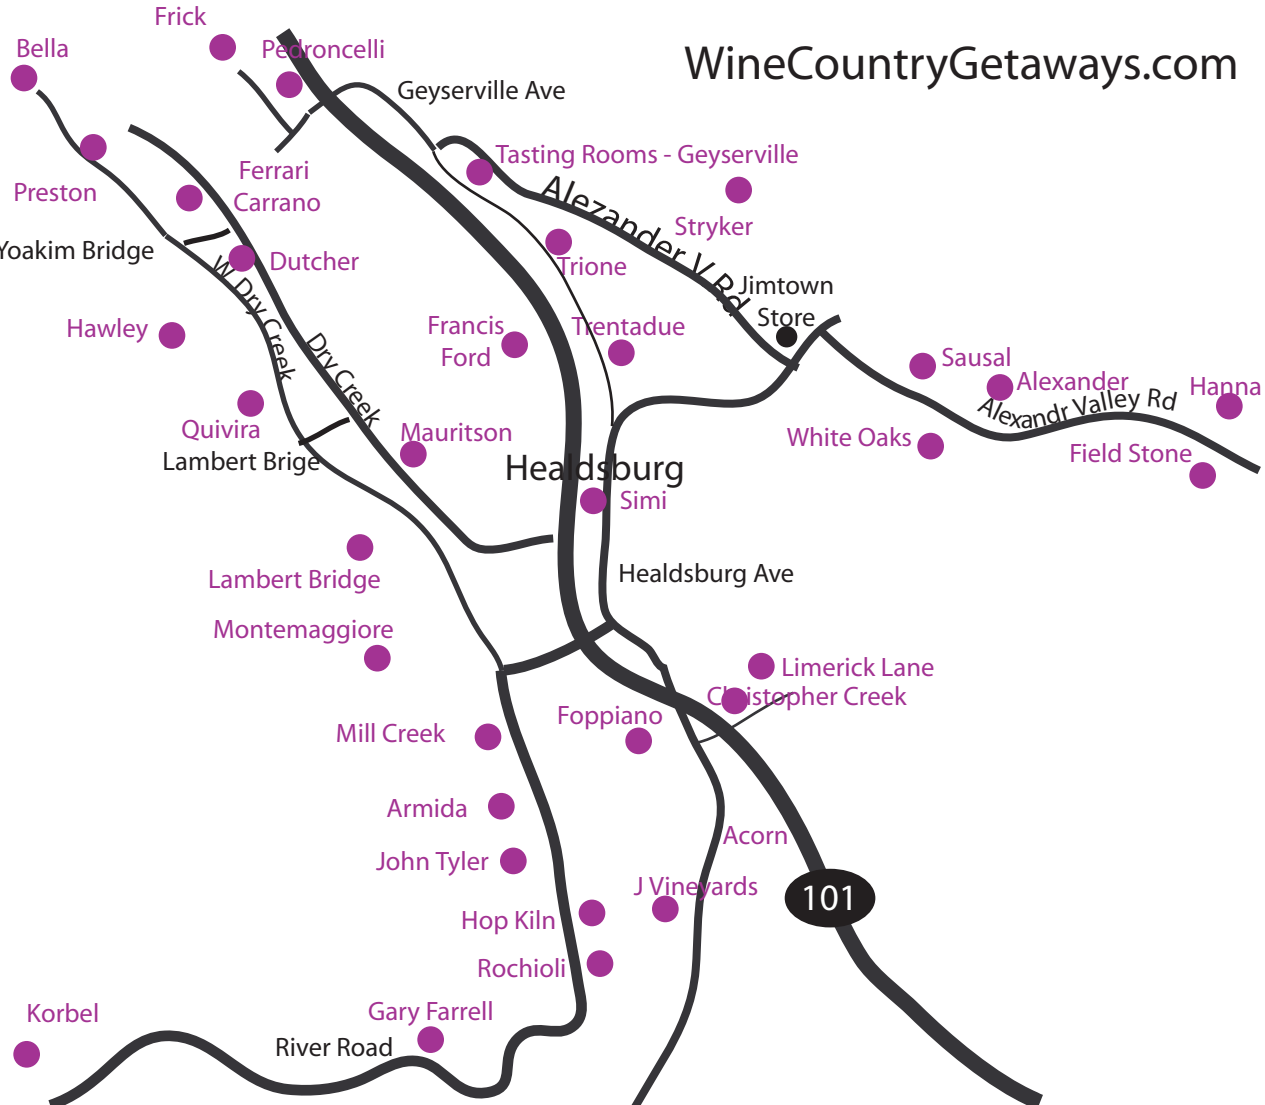 Frick
Bella
Pedroncelli
WineCountryGetaways.com
Geyserville Ave
Tasting Rooms - Geyserville
Ferrari
Carrano
Preston
Alezander V Rd
Stryker
Yoakim Bridge
Dutcher
Trione
W Dry Creek
Jimtown
Store
Hawley
Francis
Ford
Trentadue
Dry Creek
Sausal
Alexander
Hanna
Alexandr Valley Rd
Quivira
Mauritson
White Oaks
Field Stone
Lambert Brige
Healdsburg
Simi
Lambert Bridge
Healdsburg Ave
Montemaggiore
Limerick Lane
Christopher Creek
Foppiano
Mill Creek
Armida
Acorn
John Tyler
J Vineyards
101
Hop Kiln
Rochioli
Korbel
Gary Farrell
River Road